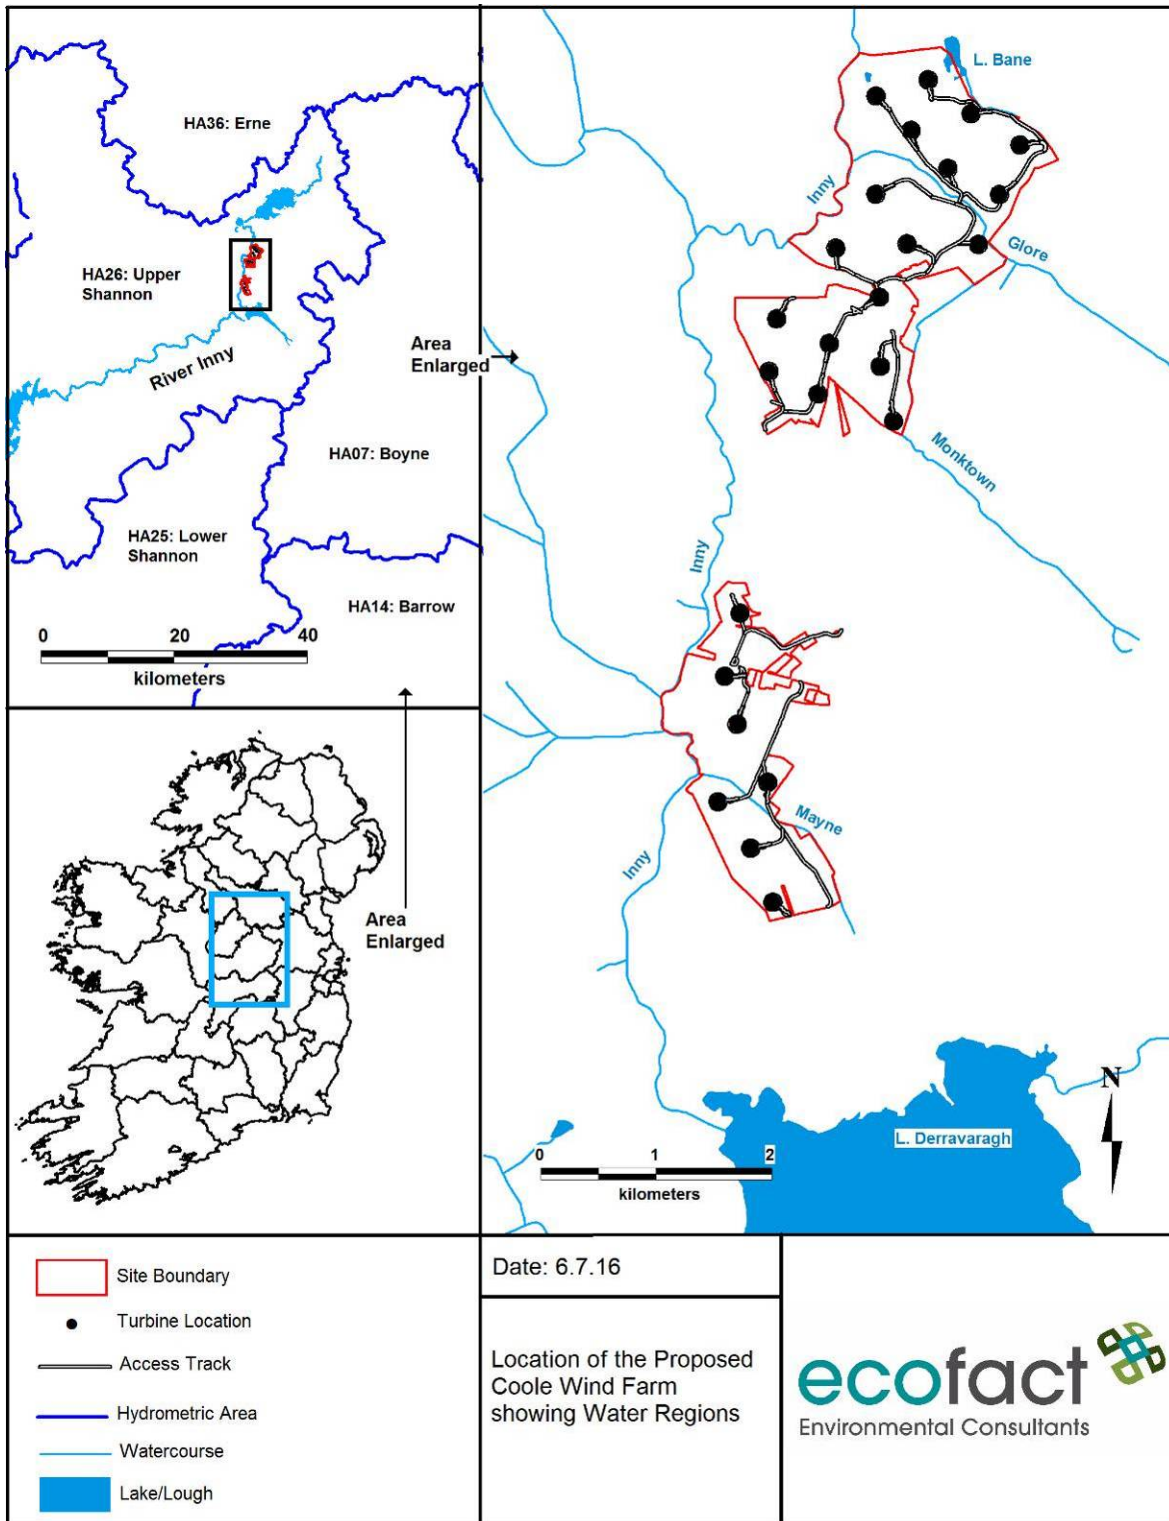 HA36: Erne
HA26: Upper
Shannon
River Inny
HA07: Boyne
HA25: Lower
Shannon
HA14: Barrow
0 20 40
kilometers
Area
Enlarged
Area
Enlarged
L. Bane
Inny
Glore
Monktown
Inny
Mayne
Inny
L. Derravaragh
N
0 1 2
kilometers
Site Boundary
Turbine Location
Access Track
Hydrometric Area
Watercourse
Lake/Lough
Date: 6.7.16
Location of the Proposed
Coole Wind Farm
showing Water Regions
ecofact
Environmental Consultants